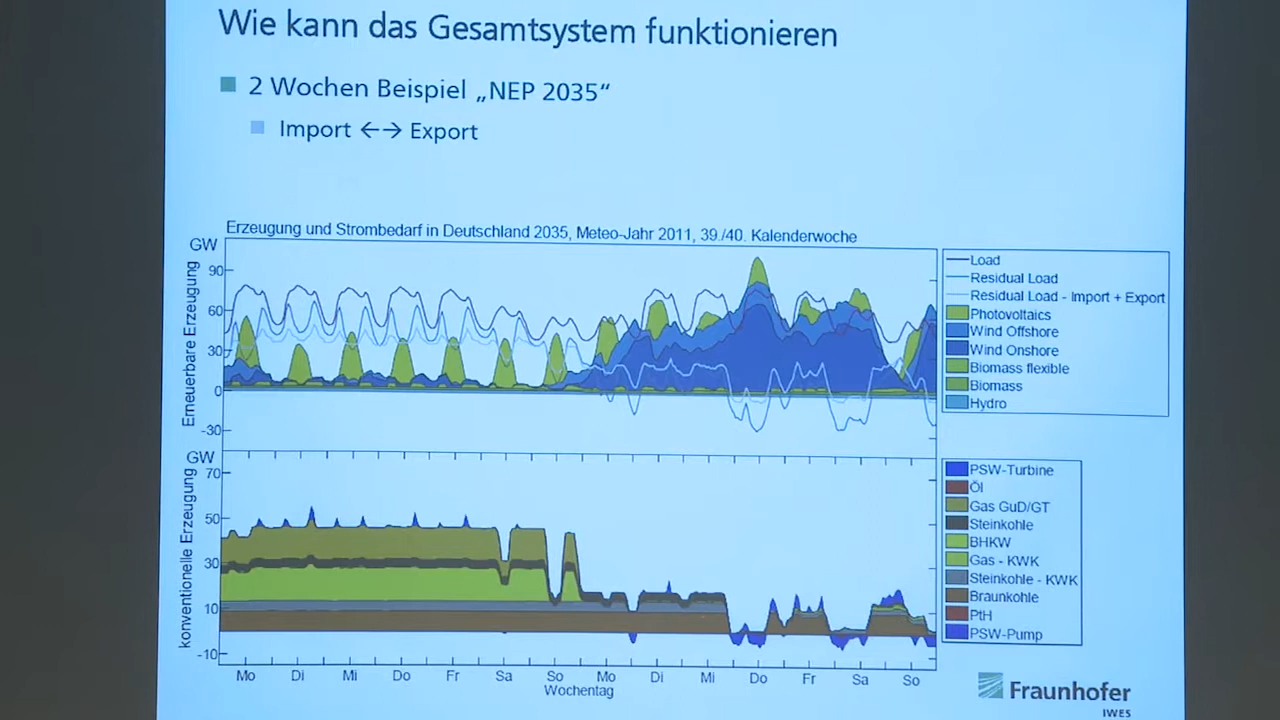 Wie kann das Gesamtsystem funktionieren
2 Wochen Beispiel „NEP 2035“
Import ←→ Export
Erzeugung und Strombedarf in Deutschland 2035, Meteo-Jahr 2011, 39./40. Kalenderwoche
GW
Erneuerbare Erzeugung
90
60
30
0
-30
Load
Residual Load
Residual Load - Import + Export
Photovoltaics
Wind Offshore
Wind Onshore
Biomass flexible
Biomass
Hydro
GW
konventionelle Erzeugung
70
50
30
10
-10
PSW-Turbine
Öl
Gas GuD/GT
Steinkohle
BHKW
Gas - KWK
Steinkohle - KWK
Braunkohle
PtH
PSW-Pump
Mo Di Mi Do Fr Sa So Mo Di Mi Do Fr Sa So
Wochentag
Fraunhofer
IWES